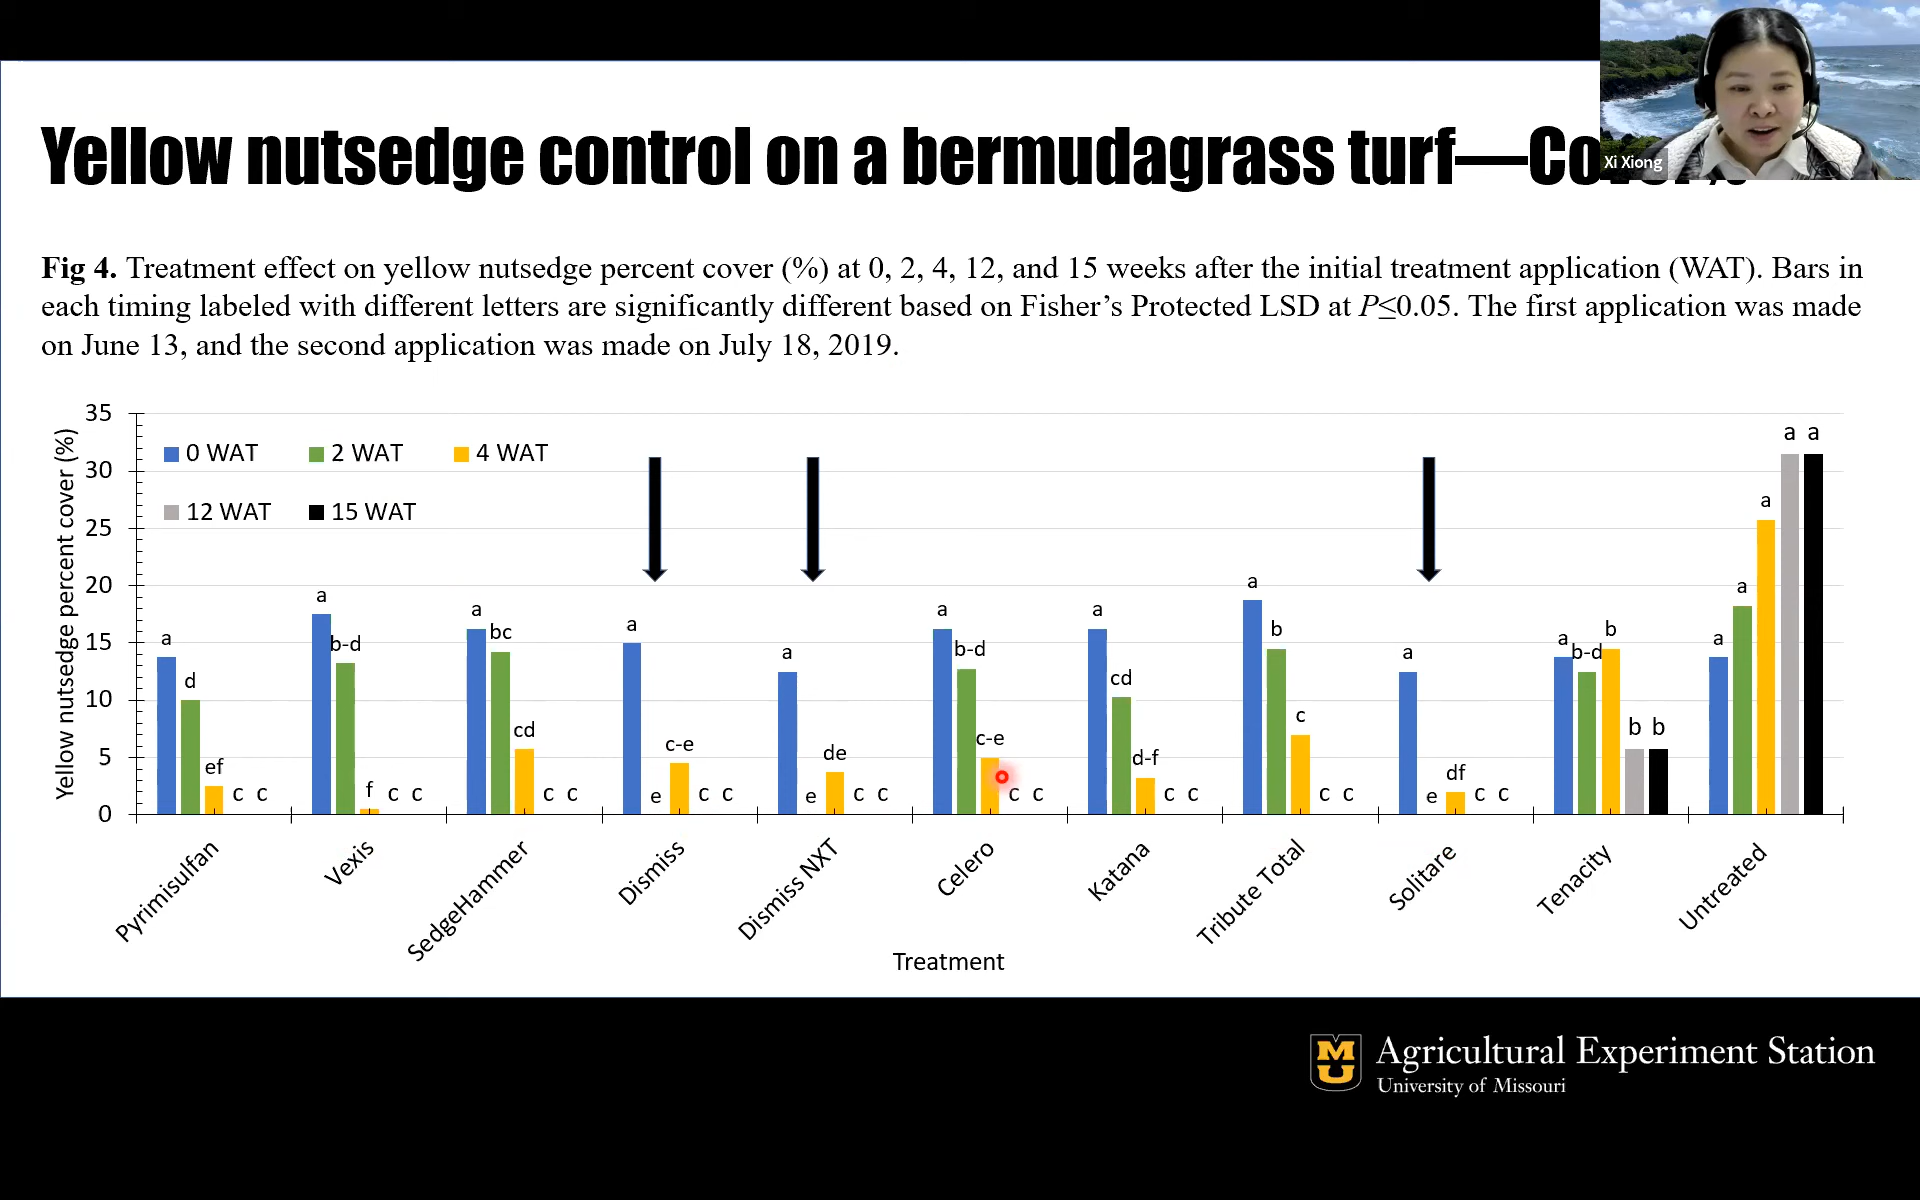 Xi Xiong
Yellow nutsedge control on a bermudagrass turf—
Fig 4. Treatment effect on yellow nutsedge percent cover (%) at 0, 2, 4, 12, and 15 weeks after the initial treatment application (WAT). Bars in
each timing labeled with different letters are significantly different based on Fisher’s Protected LSD at P≤0.05. The first application was made
on June 13, and the second application was made on July 18, 2019.
Yellow nutsedge percent cover (%)
35
30
25
20
15
10
5
0
0 WAT 2 WAT 4 WAT
12 WAT 15 WAT
a d ef c c
a b-d f c c
a bc cd c c
a e c-e c c
a e de c c
a b-d c-e c c
a cd d-f c c
a b c c c
a e df c c
a b-d b b b
a a a a a
Pyrimisulfan
Vexis
SedgeHammer
Dismiss
Dismiss NXT
Celero
Katana
Tribute Total
Solitare
Tenacity
Untreated
Treatment
MU
Agricultural Experiment Station
University of Missouri